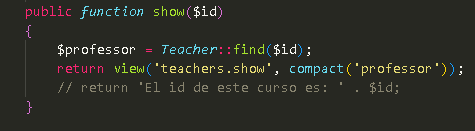 public function show($id)
{
$professor = Teacher::find($id);
return view('teachers.show', compact('professor'));
// return 'El id de este curso es: ' . $id;
}